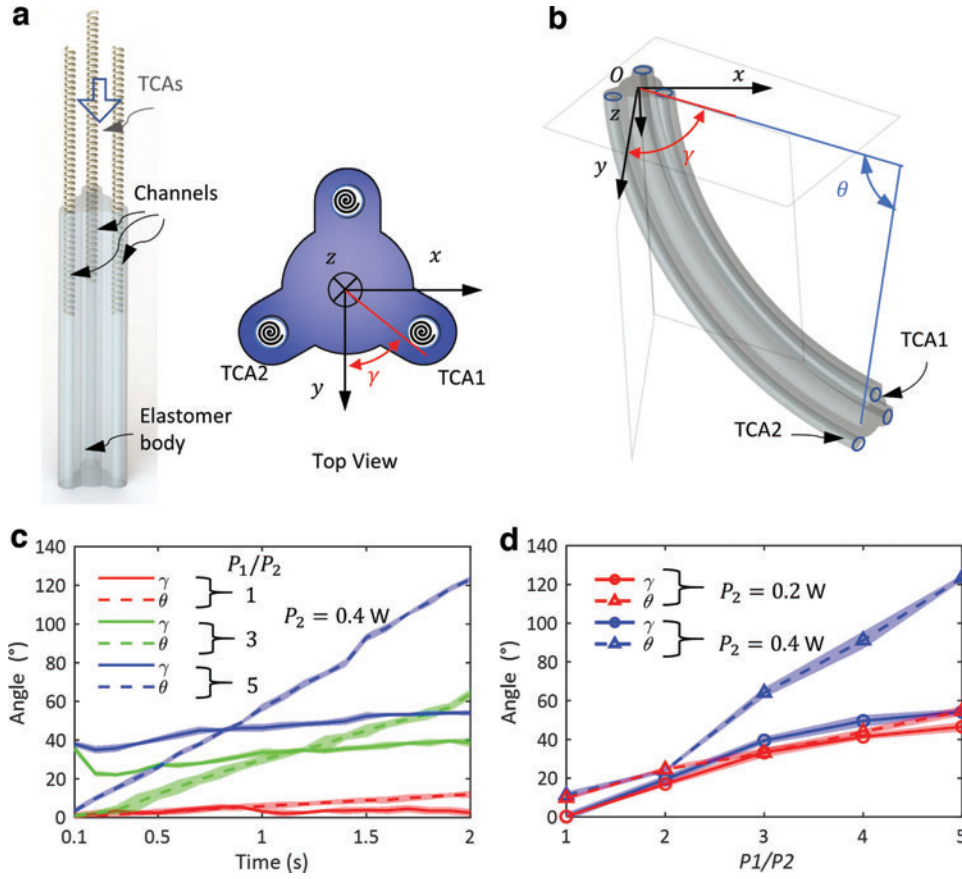 a
TCAs
Channels
Elastomer
body
z
x
y
γ
TCA2
TCA1
Top View
b
O
x
z
y
γ
θ
TCA1
TCA2
c
Angle (°)
140
120
100
80
60
40
20
0
0.1
0.5
1
1.5
2
Time (s)
P₁/P₂
γ
θ
1
γ
θ
3
γ
θ
5
P₂ = 0.4 W
d
Angle (°)
140
120
100
80
60
40
20
0
1
2
3
4
5
P1/P2
γ
θ
P₂ = 0.2 W
γ
θ
P₂ = 0.4 W